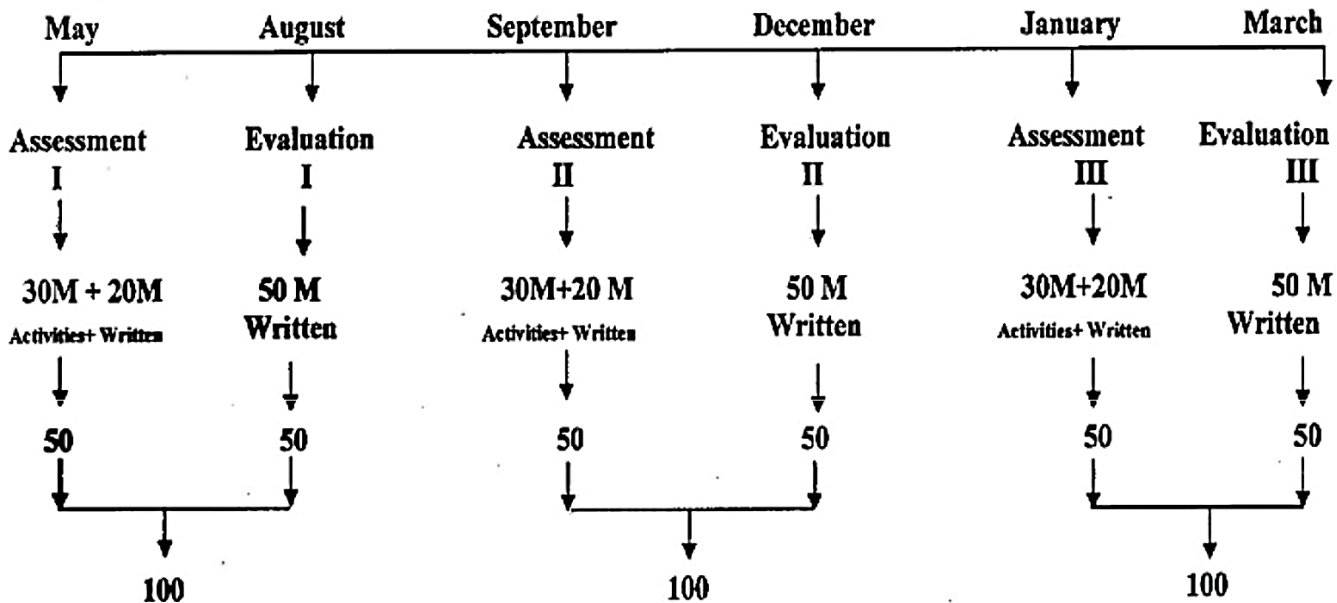 May August September December January March
Assessment Evaluation Assessment Evaluation Assessment Evaluation
I I II II III III
30M + 20M 50 M 30M+20 M 50 M 30M+20M 50 M
Activities+ Written Written Activities+ Written Written Activities+ Written Written
50 50 50 50 50 50
100 100 100